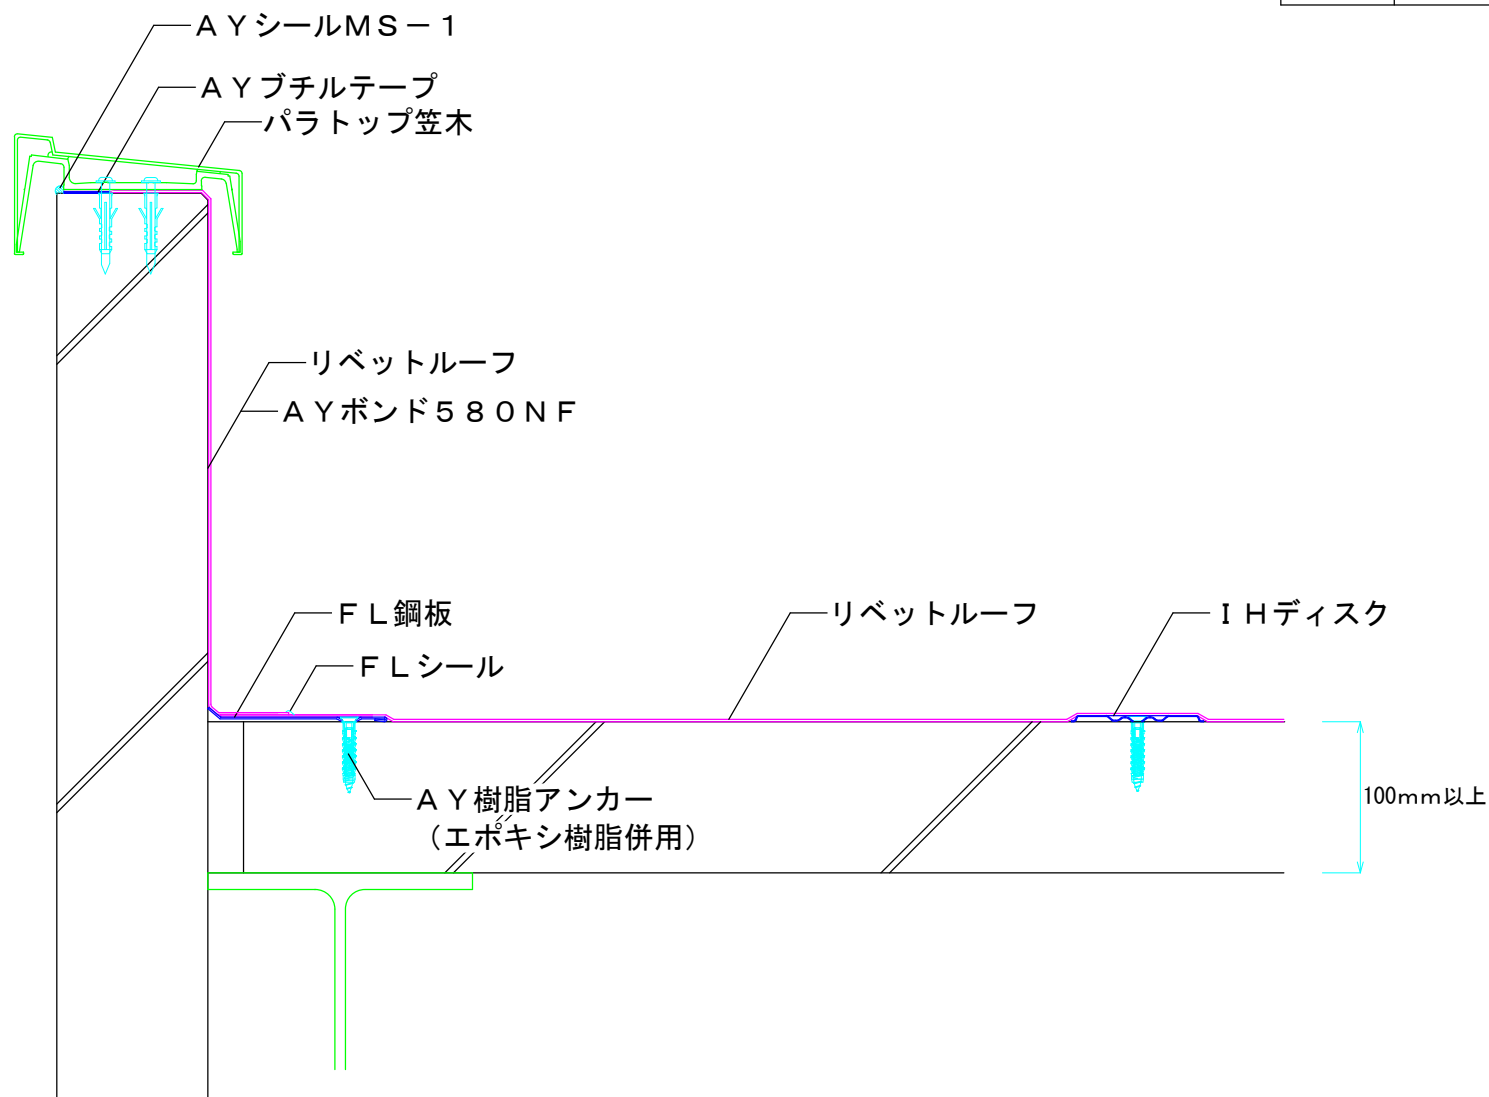 ＡＹシールＭＳ－１
ＡＹブチルテープ
パラトップ笠木
リベットルーフ
ＡＹボンド５８０ＮＦ
ＦＬ鋼板
リベットルーフ
ＩＨディスク
ＦＬシール
ＡＹ樹脂アンカー
（エポキシ樹脂併用）
100mm以上